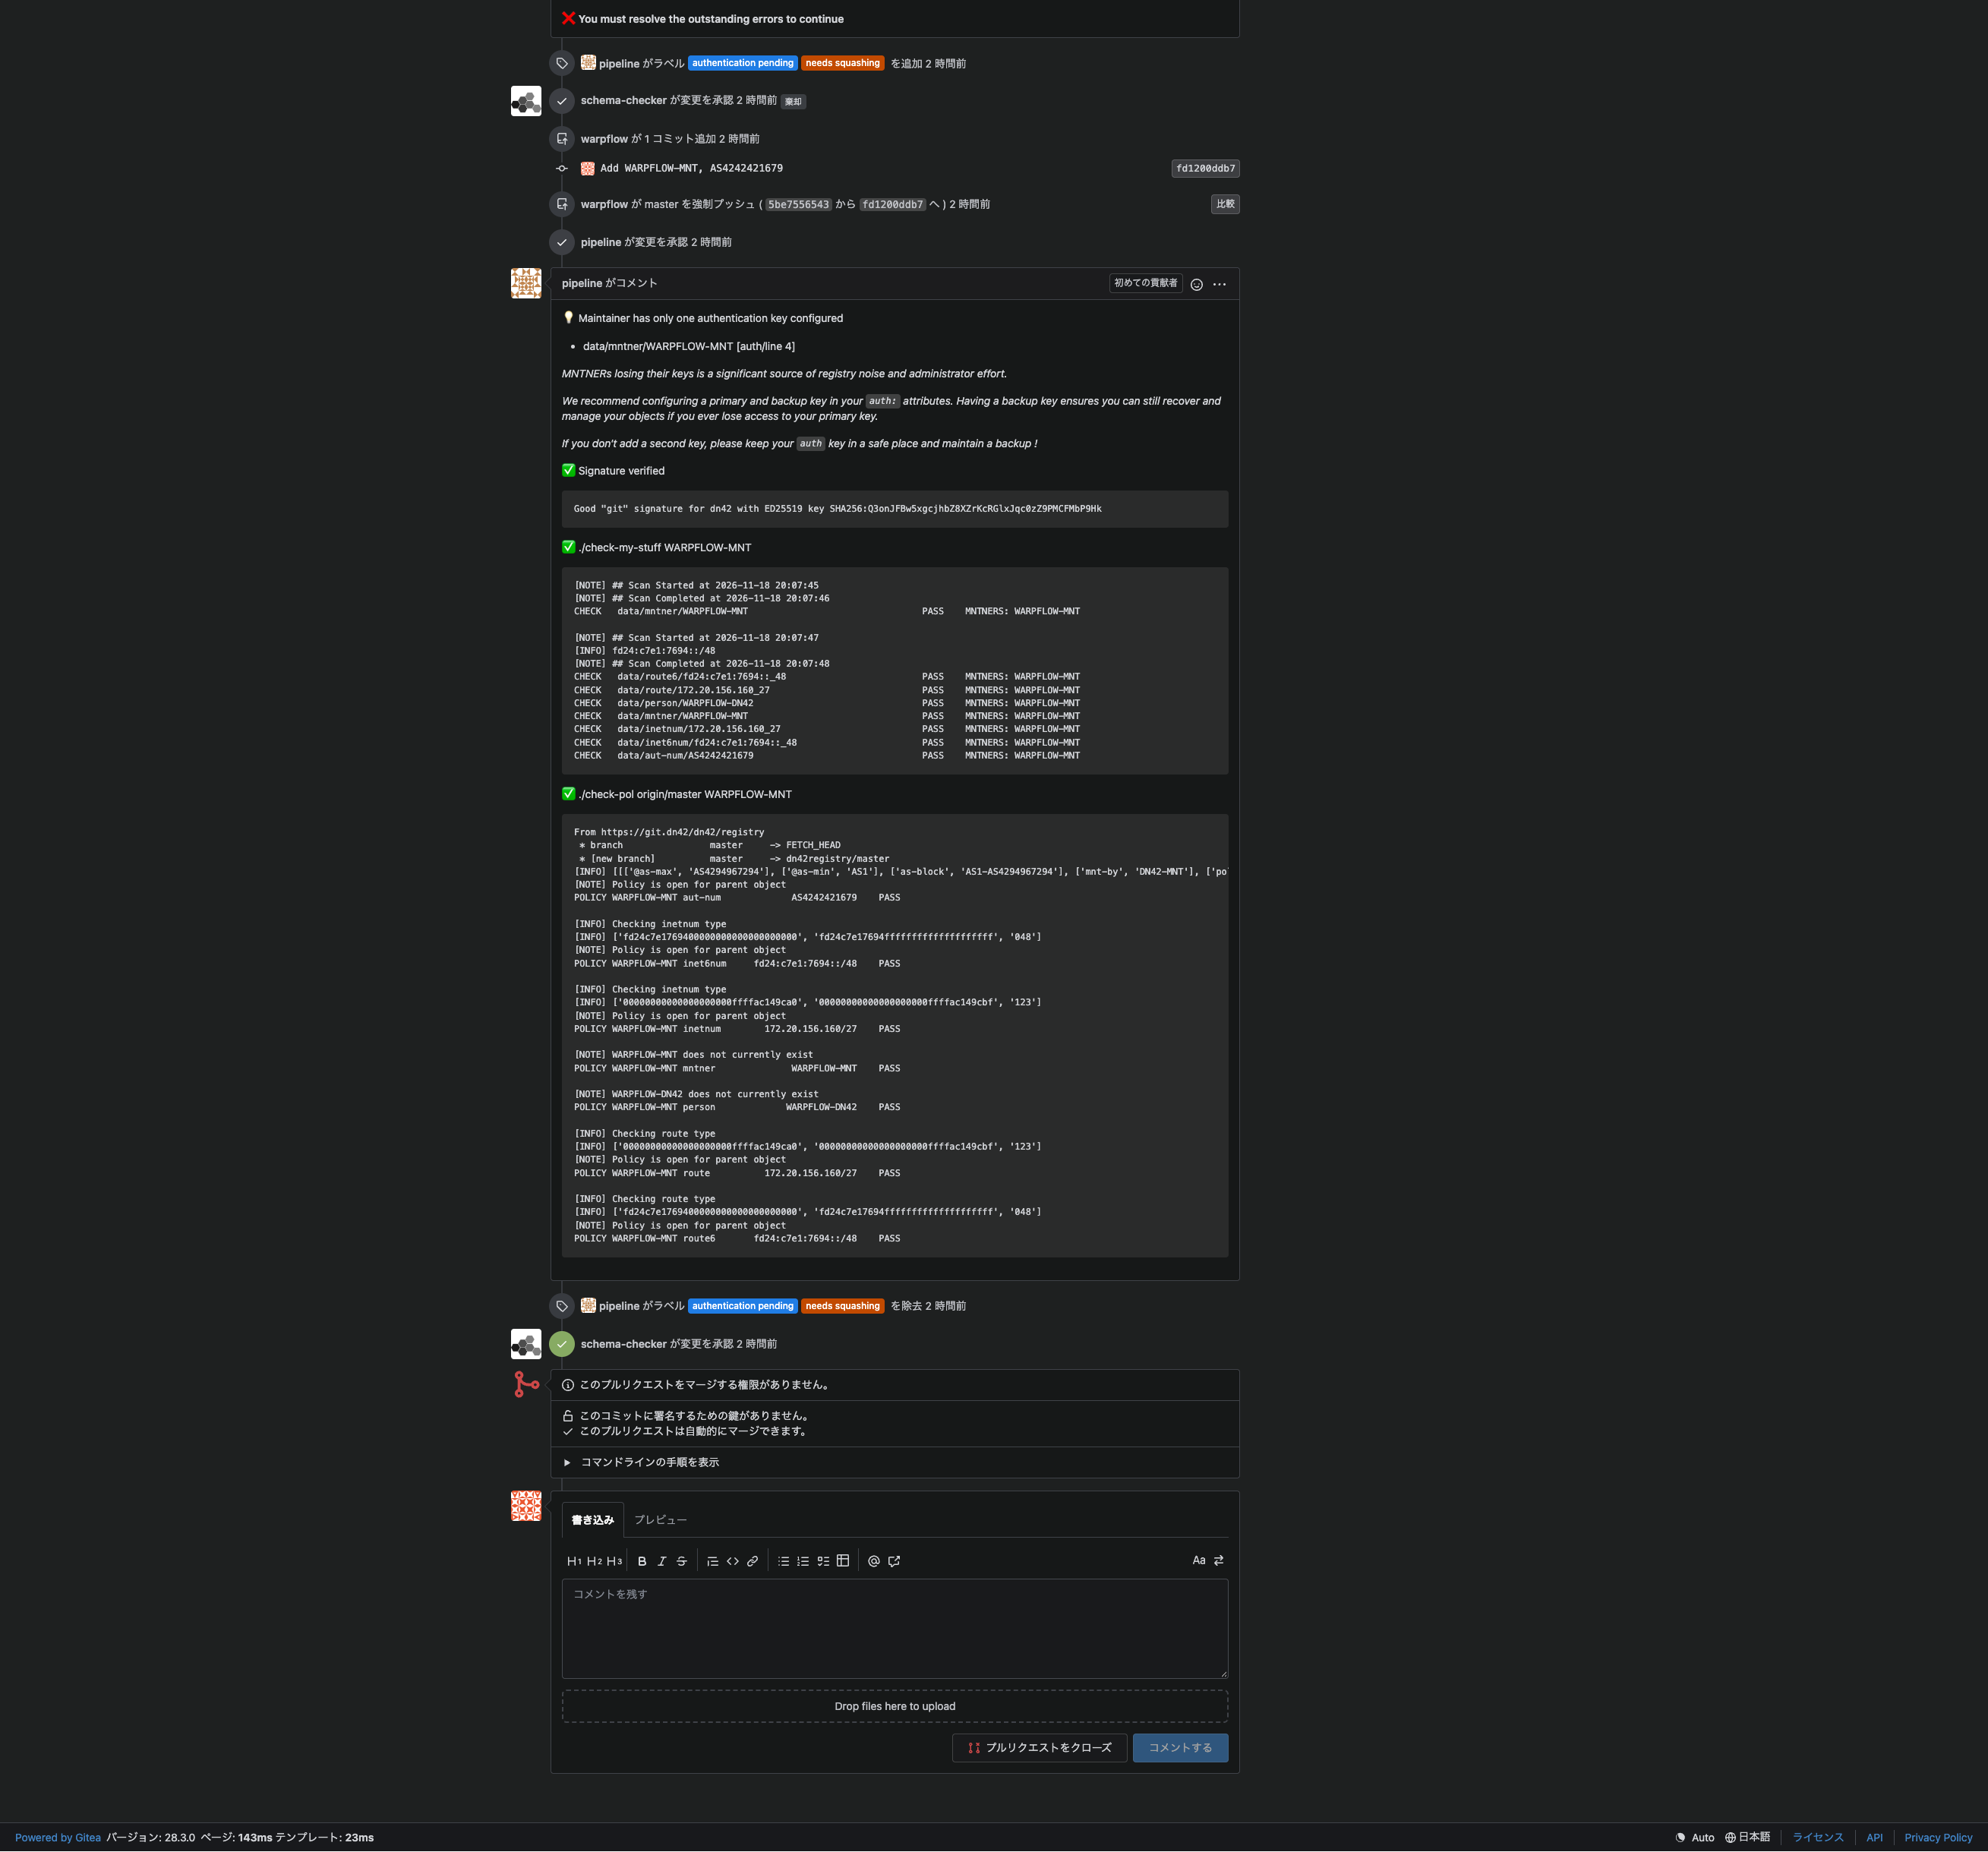 ❌ You must resolve the outstanding errors to continue
pipeline がラベル authentication pending needs squashing を追加 2 時間前
schema-checker が変更を承認 2 時間前 棄却
warpflow が 1 コミット追加 2 時間前
Add WARPFLOW-MNT, AS4242421679 fd1200ddb7
warpflow が master を強制プッシュ ( 5be7556543 から fd1200ddb7 へ ) 2 時間前 比較
pipeline が変更を承認 2 時間前
pipeline がコメント 初めての貢献者
💡 Maintainer has only one authentication key configured
• data/mntner/WARPFLOW-MNT [auth/line 4]
MNTNERs losing their keys is a significant source of registry noise and administrator effort.
We recommend configuring a primary and backup key in your auth: attributes. Having a backup key ensures you can still recover and
manage your objects if you ever lose access to your primary key.
If you don't add a second key, please keep your auth key in a safe place and maintain a backup !
✅ Signature verified
Good "git" signature for dn42 with ED25519 key SHA256:Q3onJFBw5xgcjhbZ8XZrKcRGlxJqc0zZ9PMCFMbP9Hk
✅ ./check-my-stuff WARPFLOW-MNT
[NOTE] ## Scan Started at 2026-11-18 20:07:45
[NOTE] ## Scan Completed at 2026-11-18 20:07:46
CHECK data/mntner/WARPFLOW-MNT PASS MNTNERS: WARPFLOW-MNT
[NOTE] ## Scan Started at 2026-11-18 20:07:47
[INFO] fd24:c7e1:7694::/48
[NOTE] ## Scan Completed at 2026-11-18 20:07:48
CHECK data/route6/fd24:c7e1:7694::_48 PASS MNTNERS: WARPFLOW-MNT
CHECK data/route/172.20.156.160_27 PASS MNTNERS: WARPFLOW-MNT
CHECK data/person/WARPFLOW-DN42 PASS MNTNERS: WARPFLOW-MNT
CHECK data/mntner/WARPFLOW-MNT PASS MNTNERS: WARPFLOW-MNT
CHECK data/inetnum/172.20.156.160_27 PASS MNTNERS: WARPFLOW-MNT
CHECK data/inet6num/fd24:c7e1:7694::_48 PASS MNTNERS: WARPFLOW-MNT
CHECK data/aut-num/AS4242421679 PASS MNTNERS: WARPFLOW-MNT
✅ ./check-pol origin/master WARPFLOW-MNT
From https://git.dn42/dn42/registry
* branch master -> FETCH_HEAD
* [new branch] master -> dn42registry/master
[INFO] [[['@as-max', 'AS4294967294'], ['@as-min', 'AS1'], ['as-block', 'AS1-AS4294967294'], ['mnt-by', 'DN42-MNT'], ['po
[NOTE] Policy is open for parent object
POLICY WARPFLOW-MNT aut-num AS4242421679 PASS
[INFO] Checking inetnum type
[INFO] ['fd24c7e1769400000000000000000000', 'fd24c7e17694ffffffffffffffffffff', '048']
[NOTE] Policy is open for parent object
POLICY WARPFLOW-MNT inet6num fd24:c7e1:7694::/48 PASS
[INFO] Checking inetnum type
[INFO] ['00000000000000000000ffffac149ca0', '00000000000000000000ffffac149cbf', '123']
[NOTE] Policy is open for parent object
POLICY WARPFLOW-MNT inetnum 172.20.156.160/27 PASS
[NOTE] WARPFLOW-MNT does not currently exist
POLICY WARPFLOW-MNT mntner WARPFLOW-MNT PASS
[NOTE] WARPFLOW-DN42 does not currently exist
POLICY WARPFLOW-MNT person WARPFLOW-DN42 PASS
[INFO] Checking route type
[INFO] ['00000000000000000000ffffac149ca0', '00000000000000000000ffffac149cbf', '123']
[NOTE] Policy is open for parent object
POLICY WARPFLOW-MNT route 172.20.156.160/27 PASS
[INFO] Checking route type
[INFO] ['fd24c7e1769400000000000000000000', 'fd24c7e17694ffffffffffffffffffff', '048']
[NOTE] Policy is open for parent object
POLICY WARPFLOW-MNT route6 fd24:c7e1:7694::/48 PASS
pipeline がラベル authentication pending needs squashing を除去 2 時間前
schema-checker が変更を承認 2 時間前
このプルリクエストをマージする権限がありません。
このコミットに署名するための鍵がありません。
このプルリクエストは自動的にマージできます。
コマンドラインの手順を表示
書き込み プレビュー
H1 H2 H3 B I S Aa
コメントを残す
Drop files here to upload
プルリクエストをクローズ コメントする
Powered by Gitea バージョン: 28.3.0 ページ: 143ms テンプレート: 23ms Auto 日本語 ライセンス API Privacy Policy